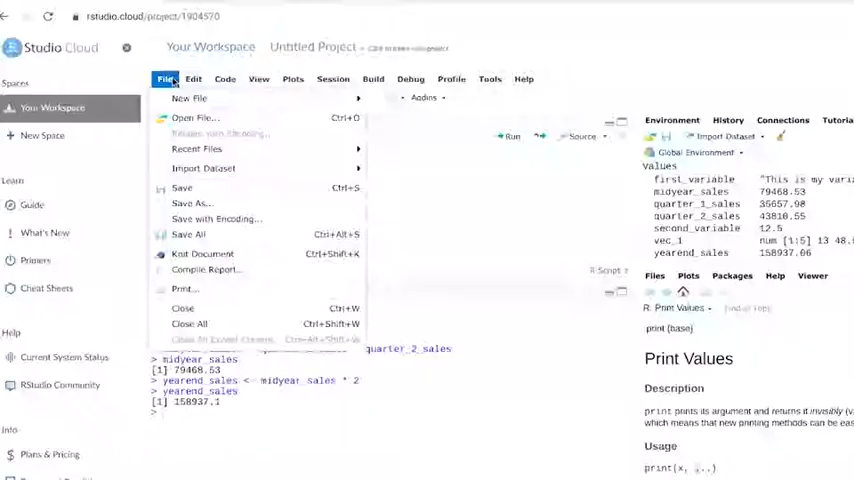 rstudio.cloud/project/1904570
Studio Cloud
Your Workspace
Untitled Project
Spaces
Your Workspace
New Space
Learn
Guide
What's New
Primers
Cheat Sheets
Help
Current System Status
RStudio Community
Info
Plans & Pricing
File Edit Code View Plots Session Build Debug Profile Tools Help
Addins
New File
Open File... Ctrl+O
Recent Files
Import Dataset
Save Ctrl+S
Save As...
Save with Encoding...
Save All Ctrl+Alt+S
Knit Document Ctrl+Shift+K
Compile Report...
Print...
Close Ctrl+W
Close All Ctrl+Shift+W
Run Source
R Script
quarter_2_sales
> midyear_sales
[1] 79468.53
> yearend_sales <- midyear_sales * 2
> yearend_sales
[1] 158937.1
>
Environment History Connections Tutoria
Import Dataset
Global Environment
Values
first_variable "This is my vari
midyear_sales 79468.53
quarter_1_sales 35657.98
quarter_2_sales 43810.55
second_variable 12.5
vec_1 num [1:5] 13 48.
yearend_sales 158937.06
Files Plots Packages Help Viewer
R: Print Values Find in Topic
print {base}
Print Values
Description
print prints its argument and returns it invisibly (v
which means that new printing methods can be eas
Usage
print(x, ...)